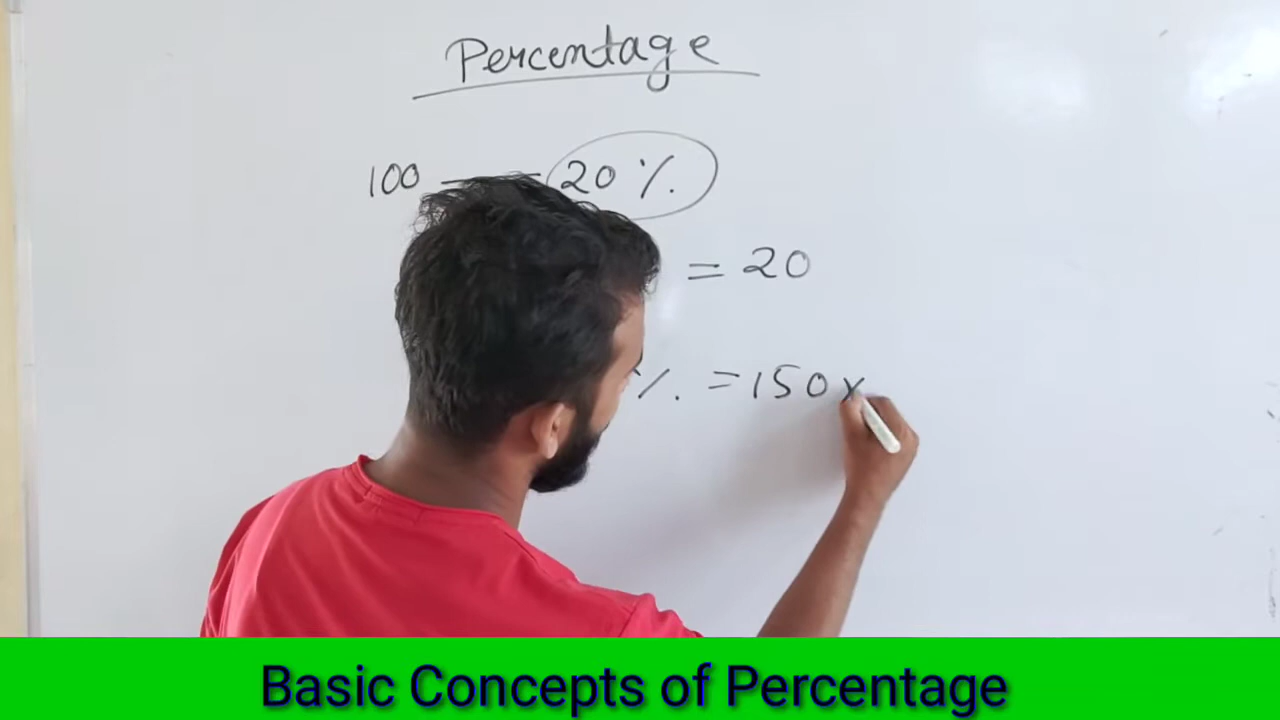 Percentage
100 — = 20 %.
= 20
%. = 150 x
Basic Concepts of Percentage